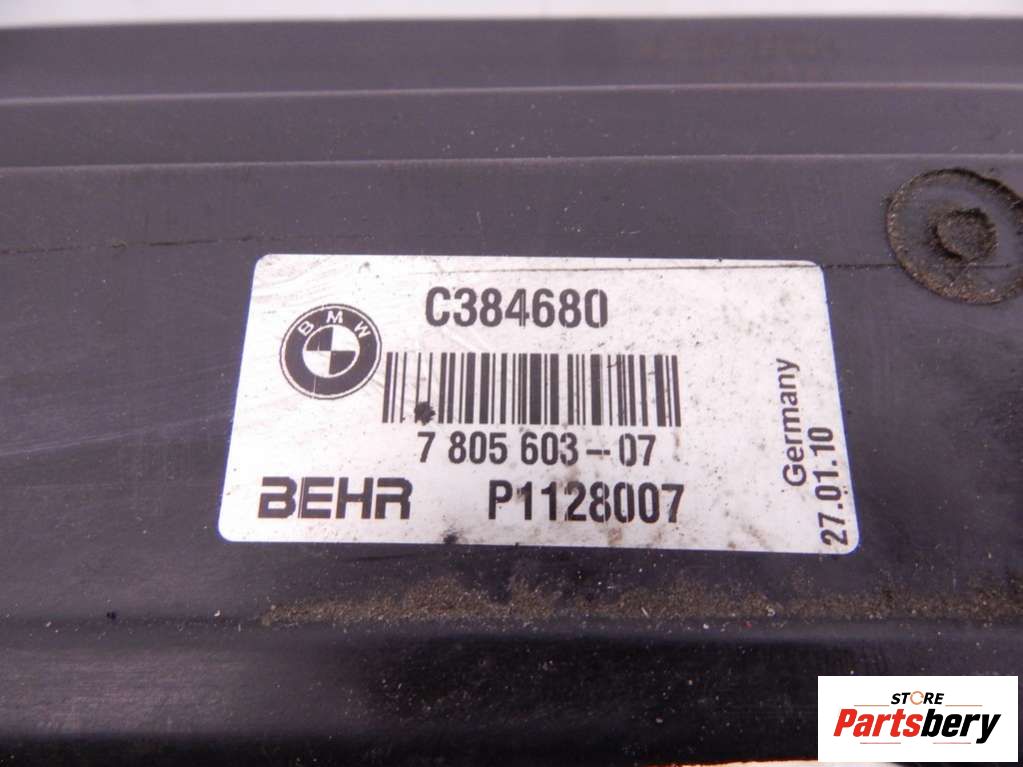 C384680
BMW
7 805 603-07
BEHR P1128007
Germany
27.01.10
STORE
Partsbery